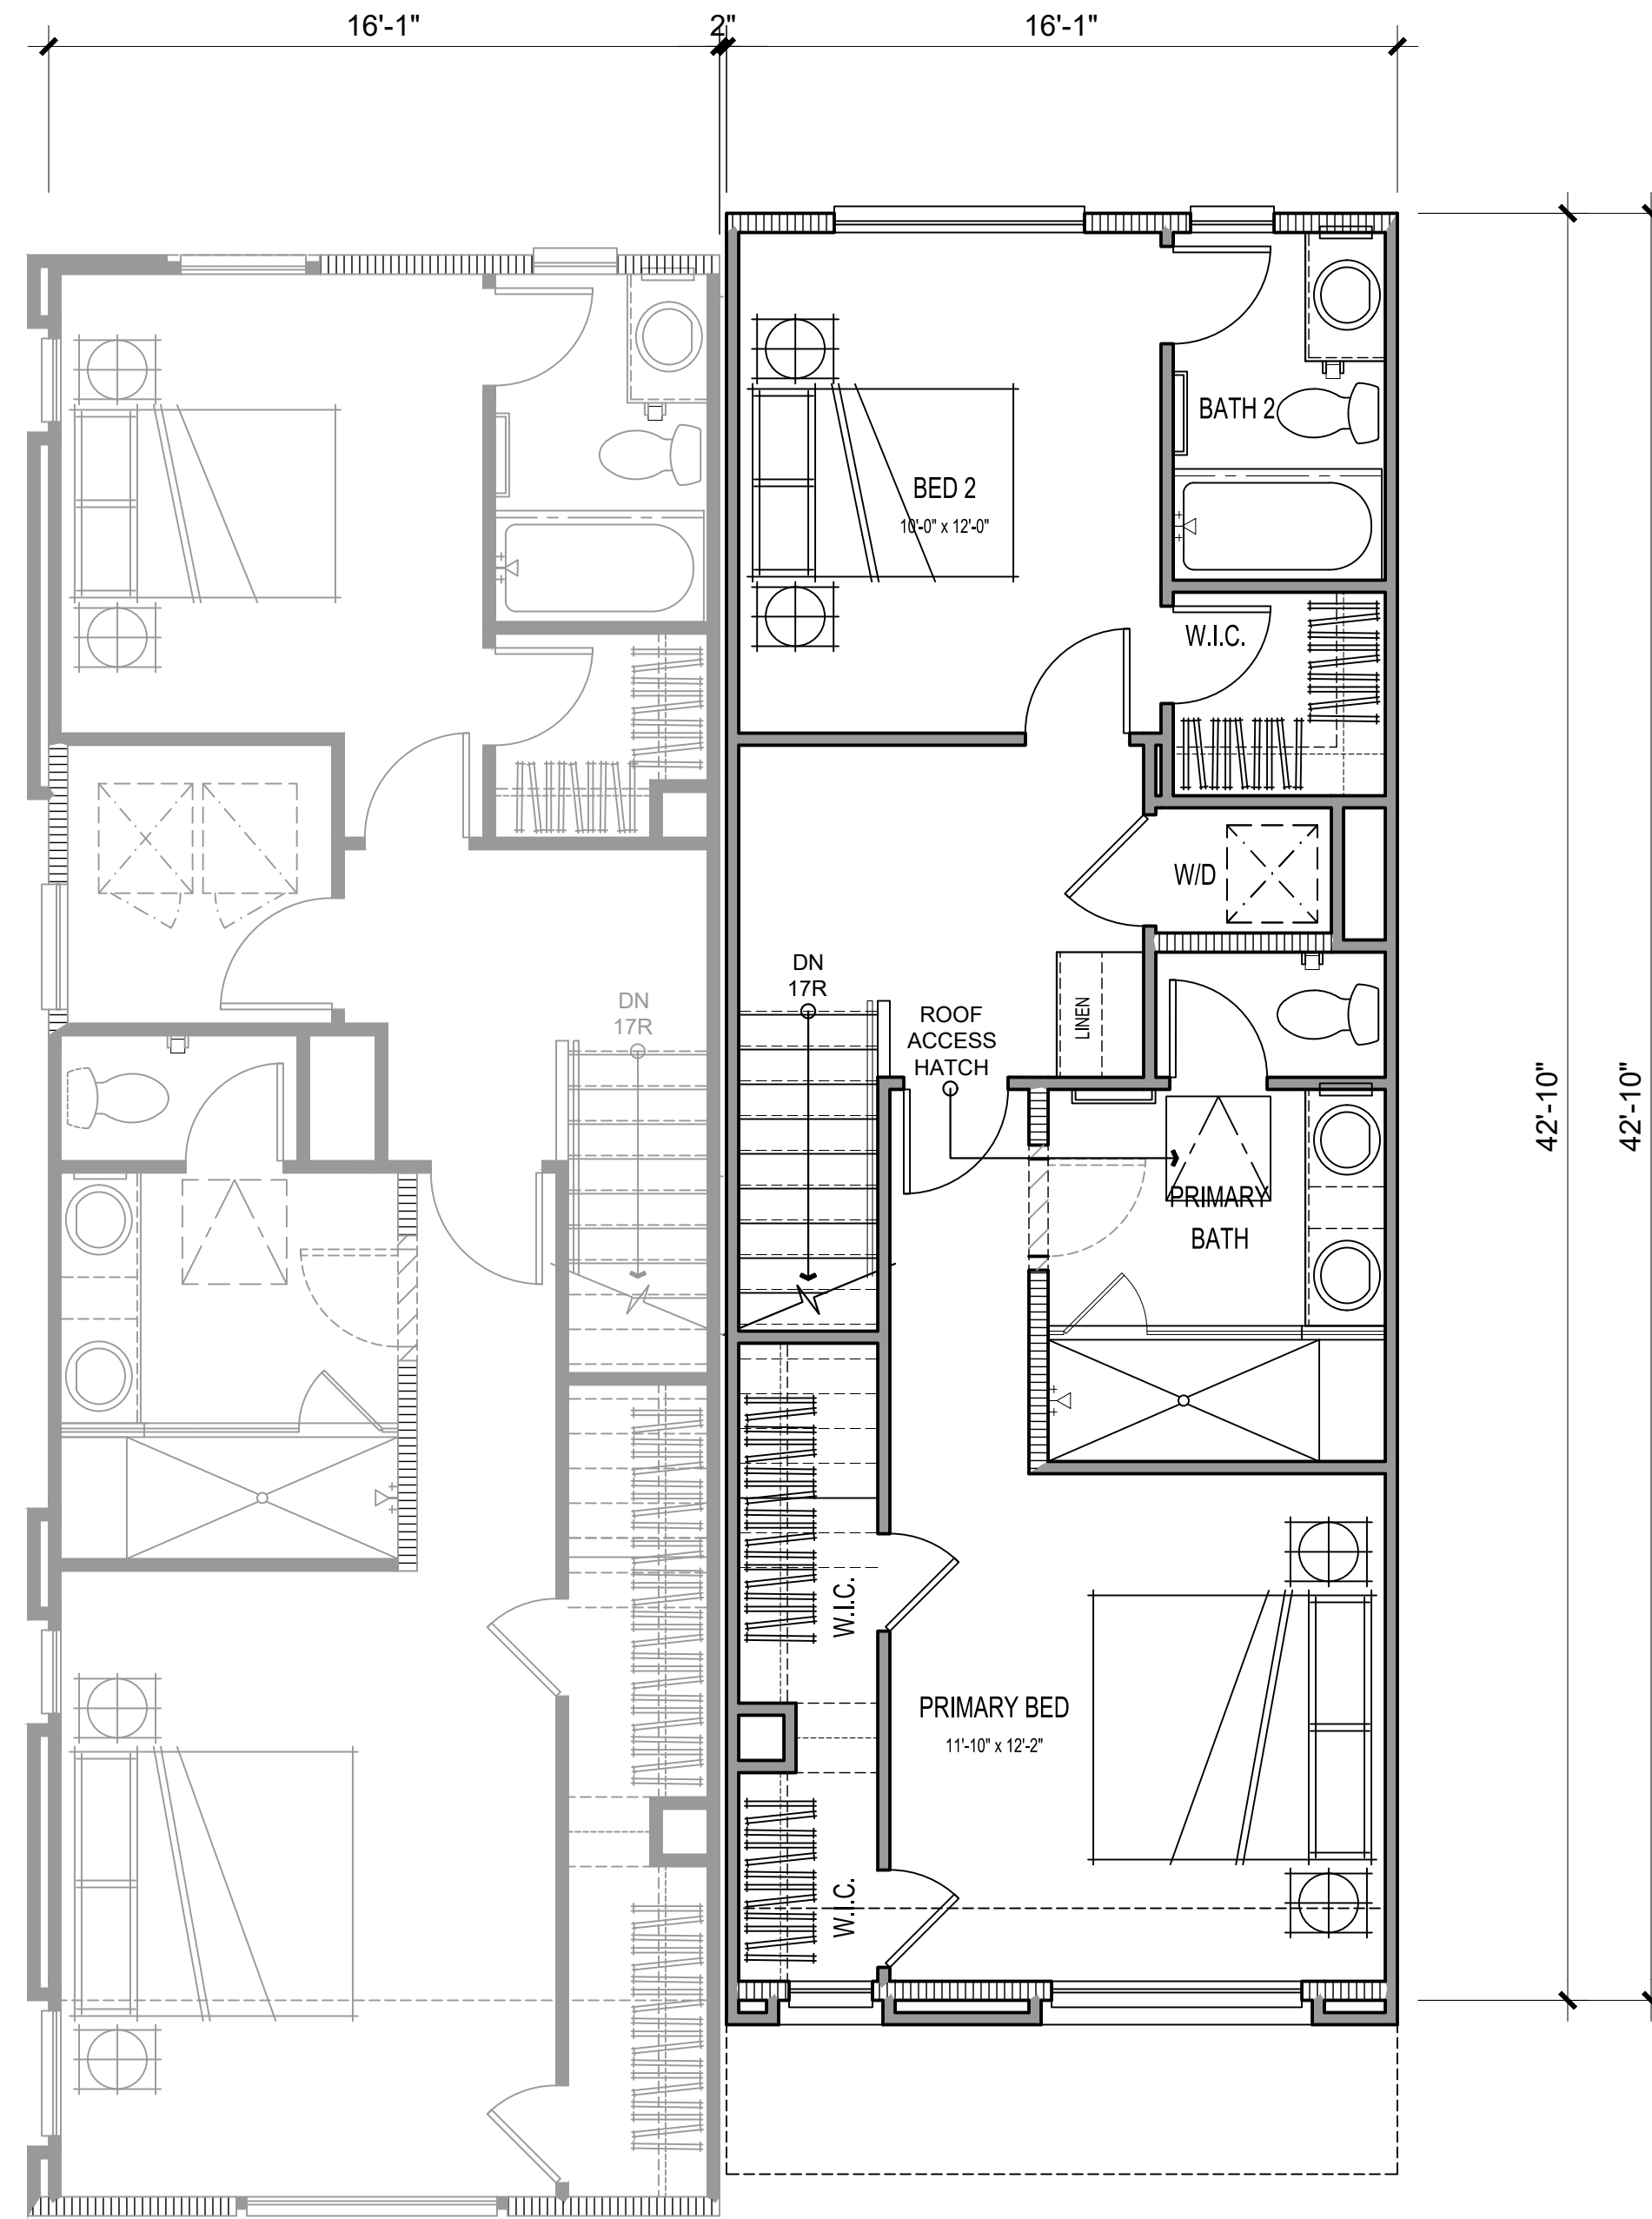 16'-1"
2"
16'-1"
BATH 2
BED 2
10'-0" x 12'-0"
W.I.C.
W/D
DN
17R
DN
17R
ROOF
ACCESS
HATCH
LINEN
42'-10"
42'-10"
PRIMARY
BATH
W.I.C.
PRIMARY BED
11'-10" x 12'-2"
W.I.C.